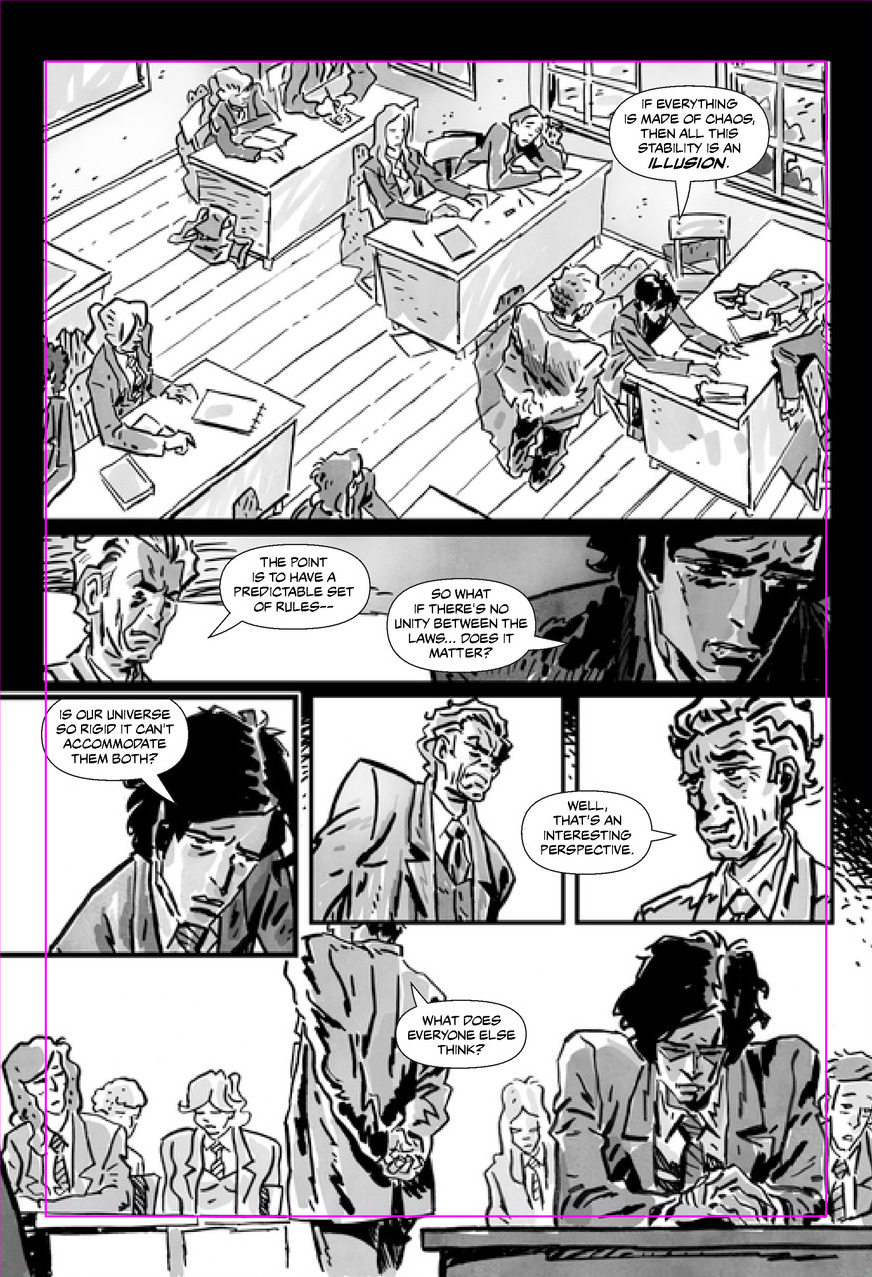 IF EVERYTHING
IS MADE OF CHAOS,
THEN ALL THIS
STABILITY IS AN
ILLUSION.
THE POINT
IS TO HAVE A
PREDICTABLE SET
OF RULES--
SO WHAT
IF THERE'S NO
UNITY BETWEEN THE
LAWS... DOES IT
MATTER?
IS OUR UNIVERSE
SO RIGID IT CAN'T
ACCOMMODATE
THEM BOTH?
WELL,
THAT'S AN
INTERESTING
PERSPECTIVE.
WHAT DOES
EVERYONE ELSE
THINK?